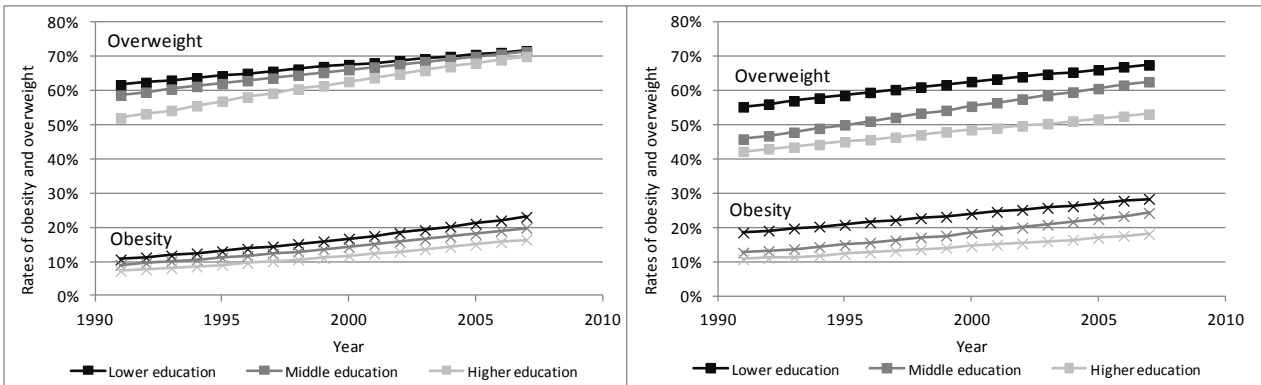 80%
70%
60%
50%
40%
30%
20%
10%
0%
Rates of obesity and overweight
Overweight
Obesity
1990 1995 2000 2005 2010
Year
Lower education Middle education Higher education
80%
70%
60%
50%
40%
30%
20%
10%
0%
Rates of obesity and overweight
Overweight
Obesity
1990 1995 2000 2005 2010
Year
Lower education Middle education Higher education